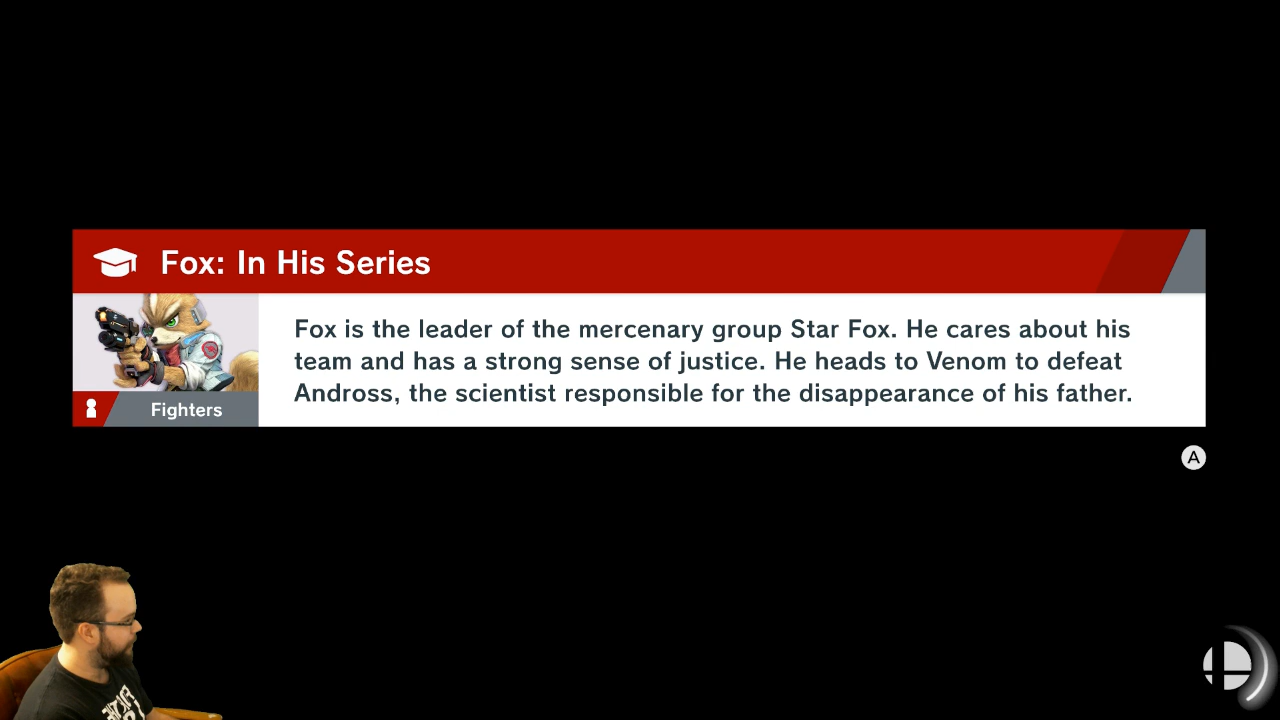 Fox: In His Series
Fox is the leader of the mercenary group Star Fox. He cares about his
team and has a strong sense of justice. He heads to Venom to defeat
Andross, the scientist responsible for the disappearance of his father.
Fighters
A